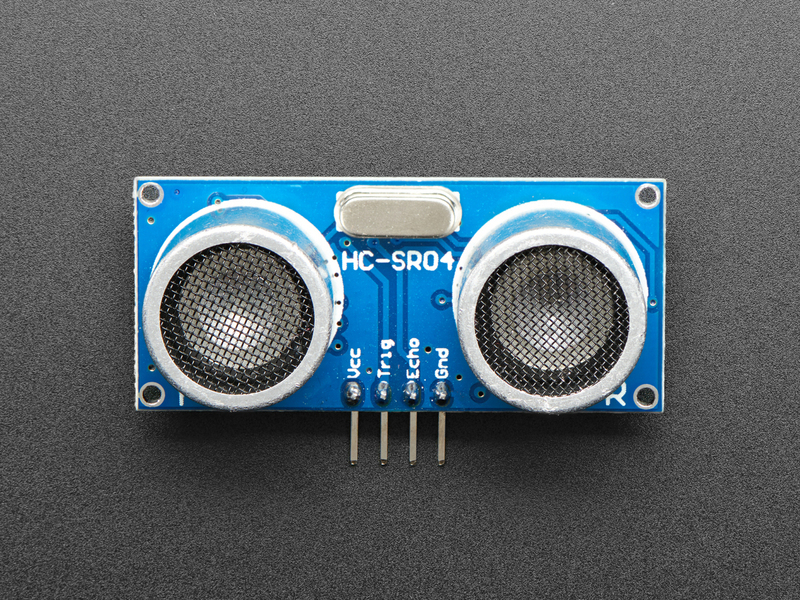 HC-SR04
Vcc
Trig
Echo
Gnd
R